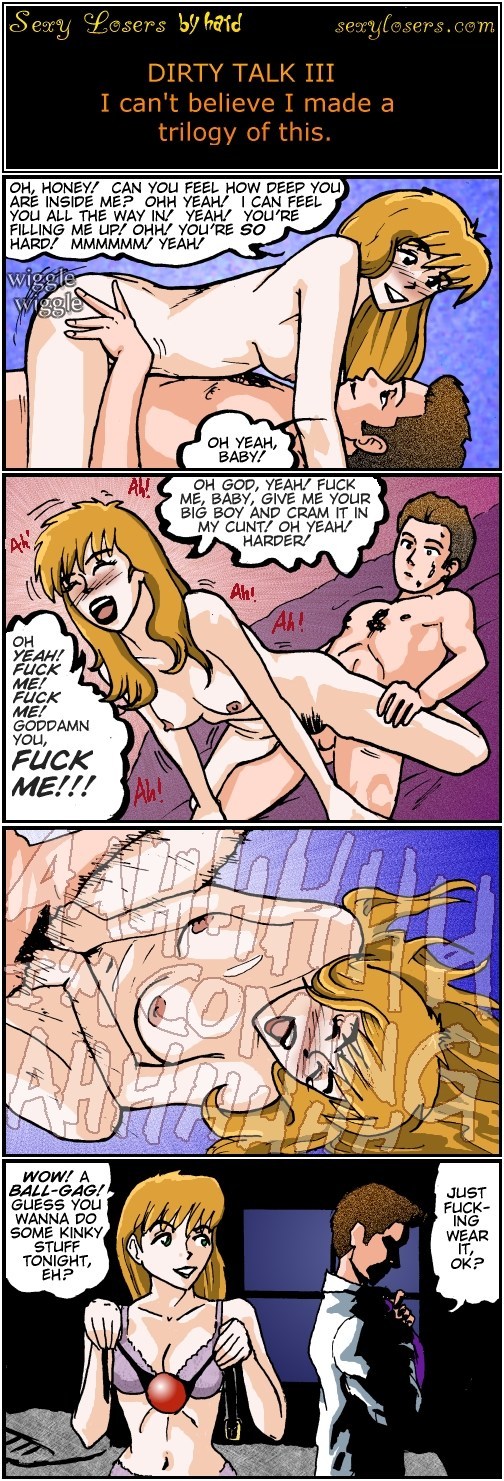 Sexy Losers by hard
sexylosers.com
DIRTY TALK III
I can't believe I made a
trilogy of this.
OH, HONEY! CAN YOU FEEL HOW DEEP YOU
ARE INSIDE ME? OHH YEAH! I CAN FEEL
YOU ALL THE WAY IN! YEAH! YOU'RE
FILLING ME UP! OHH! YOU'RE SO
HARD! MMMMMM! YEAH!
wiggle
wiggle
OH YEAH,
BABY!
Ah!
OH GOD, YEAH! FUCK
ME, BABY, GIVE ME YOUR
BIG BOY AND CRAM IT IN
MY CUNT! OH YEAH!
HARDER!
Ah!
Ah!
Ah!
OH
YEAH!
FUCK
ME!
FUCK
ME!
GODDAMN
YOU,
FUCK
ME!!!
Ah!
WOW! A
BALL-GAG!
GUESS YOU
WANNA DO
SOME KINKY
STUFF
TONIGHT,
EH?
JUST
FUCK-
ING
WEAR
IT,
OK?